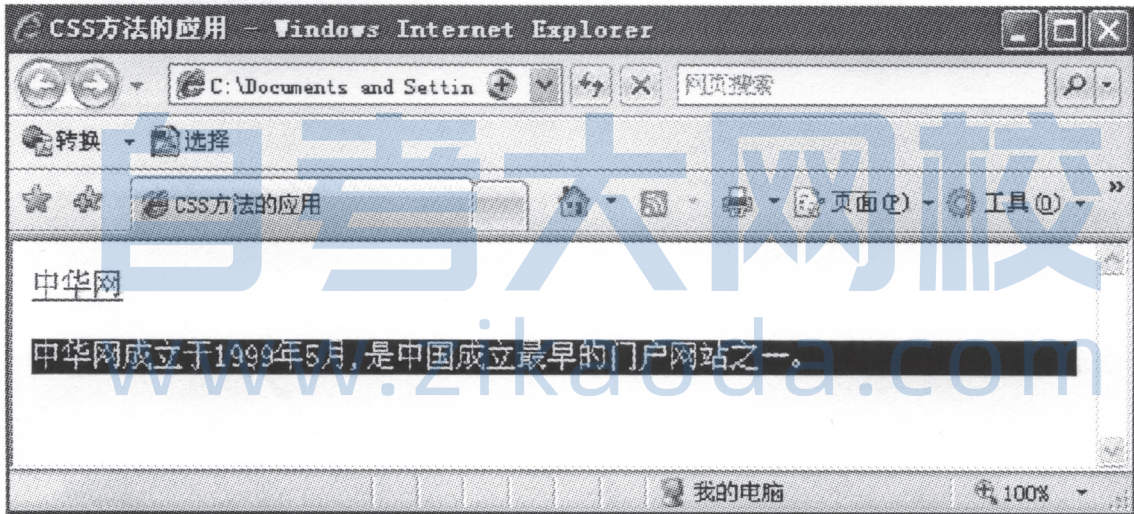 CSS方法的应用 - Windows Internet Explorer
C:\Documents and Settin 网页搜索
转换 选择
CSS方法的应用 页面(P) 工具(O) »
中华网
中华网成立于1999年5月,是中国成立最早的门户网站之一。
我的电脑 100%
自考大网校
www.zikaoda.com